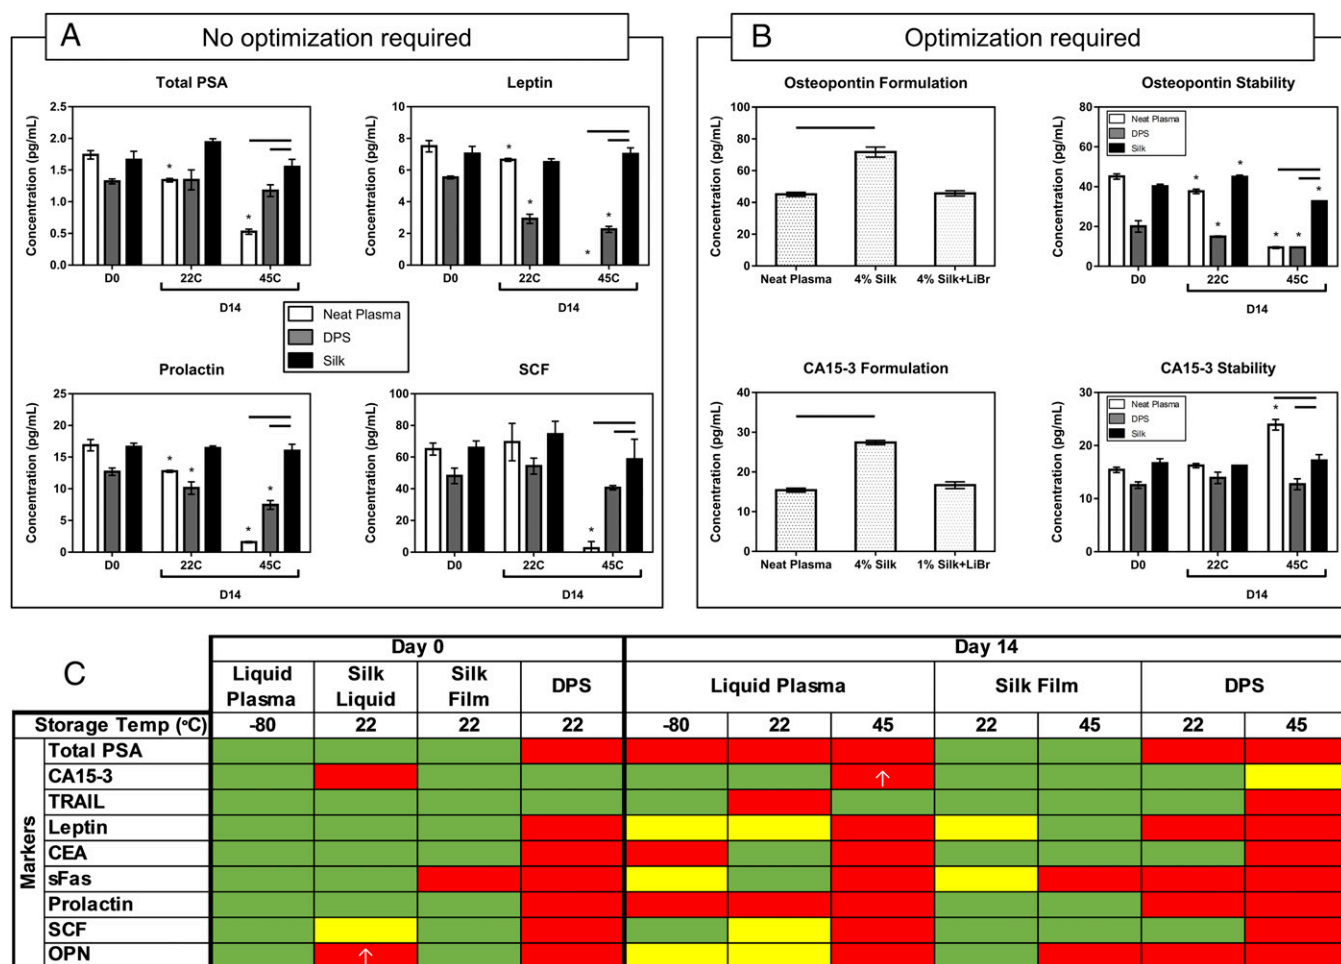 A
No optimization required
Total PSA
Concentration (pg/mL)
2.5
2.0
1.5
1.0
0.5
0.0
* *
D0 22C 45C
D14
Leptin
Concentration (pg/mL)
10
8
6
4
2
0
* * * *
D0 22C 45C
D14
Neat Plasma
DPS
Silk
Prolactin
Concentration (pg/mL)
25
20
15
10
5
0
* * * *
D0 22C 45C
D14
SCF
Concentration (pg/mL)
100
80
60
40
20
0
*
D0 22C 45C
D14
B
Optimization required
Osteopontin Formulation
Concentration (pg/mL)
100
80
60
40
20
0
Neat Plasma 4% Silk 4% Silk+LiBr
Osteopontin Stability
Concentration (pg/mL)
80
60
40
20
0
Neat Plasma
DPS
Silk
* * * * * *
D0 22C 45C
D14
CA15-3 Formulation
Concentration (pg/mL)
40
30
20
10
0
Neat Plasma 4% Silk 1% Silk+LiBr
CA15-3 Stability
Concentration (pg/mL)
30
20
10
0
Neat Plasma
DPS
Silk
*
D0 22C 45C
D14
C
Day 0 Day 14
Liquid Plasma Silk Liquid Silk Film DPS Liquid Plasma Silk Film DPS
Storage Temp (°C) -80 22 22 22 -80 22 45 22 45 22 45
Markers
Total PSA
CA15-3 ↑
TRAIL
Leptin
CEA
sFas
Prolactin
SCF
OPN ↑